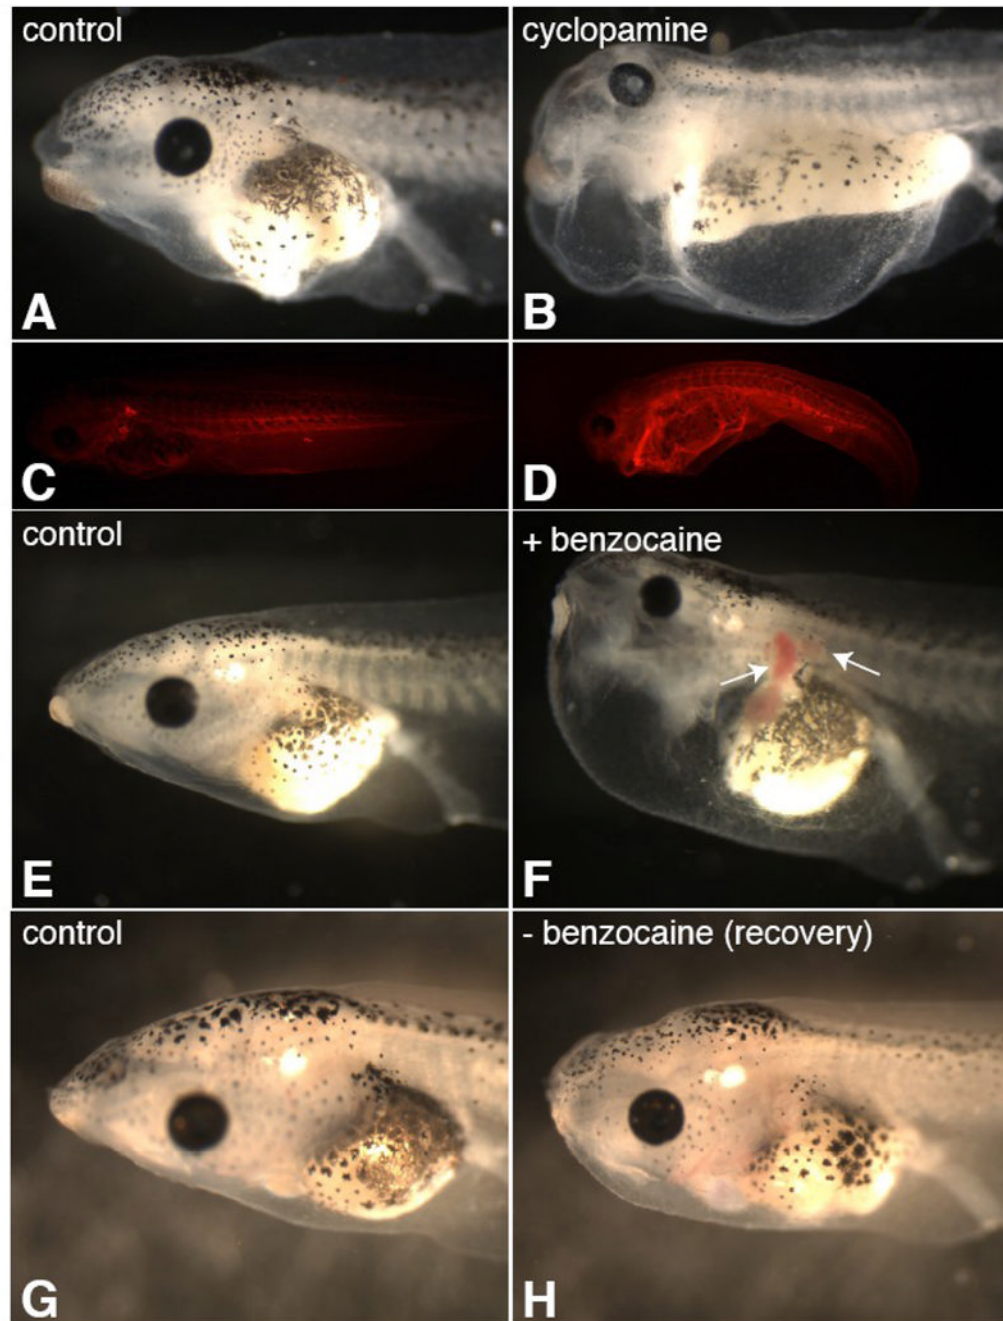 control
cyclopamine
A
B
C
D
control
+ benzocaine
E
F
control
- benzocaine (recovery)
G
H